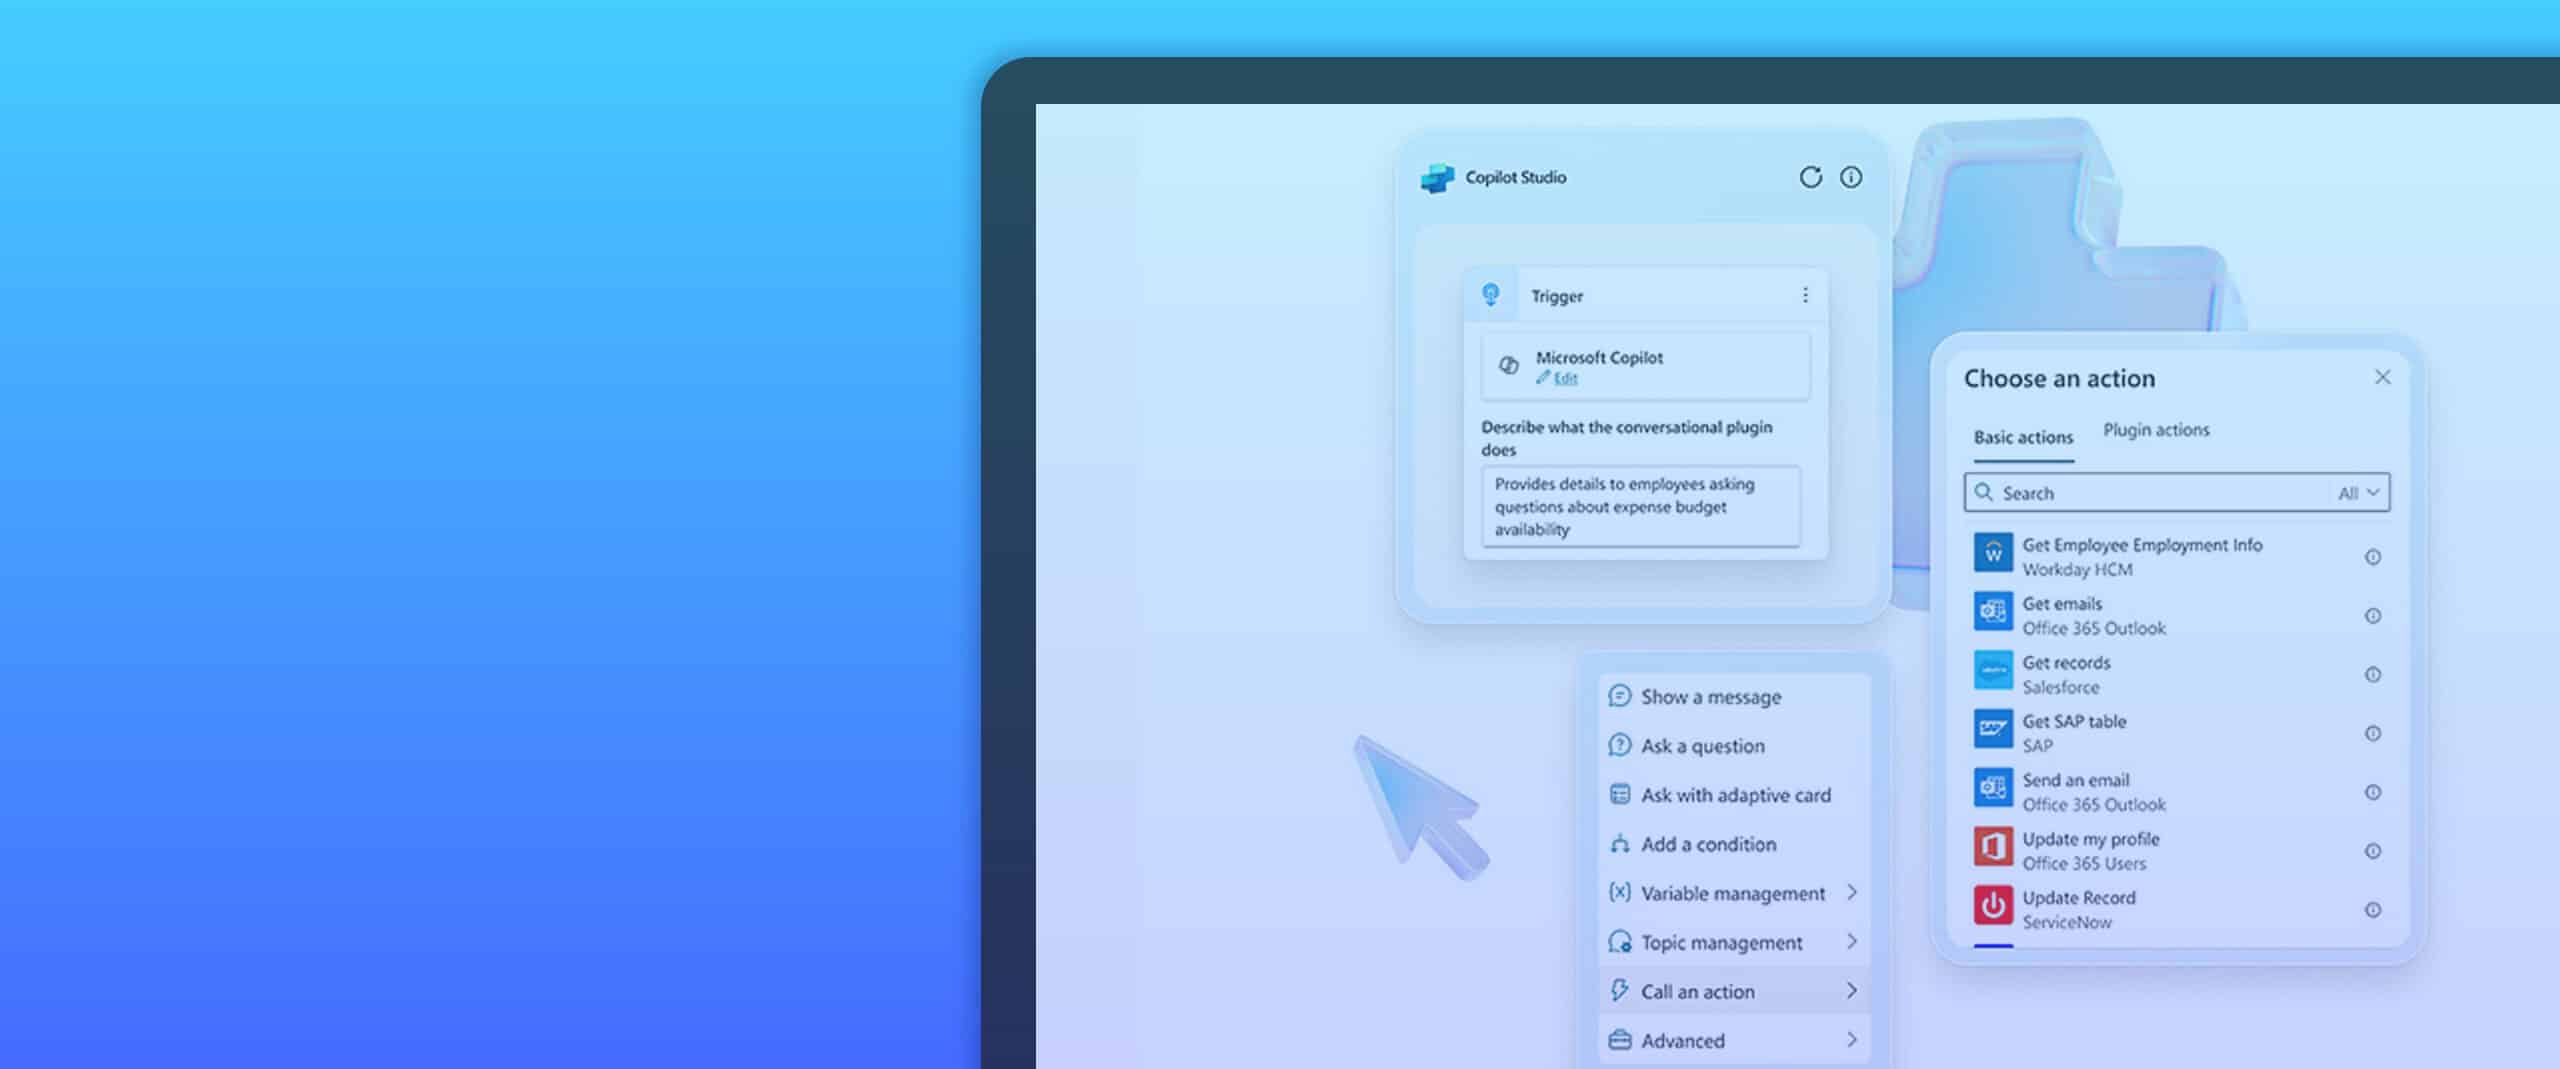 Copilot Studio
Trigger
Microsoft Copilot
Edit
Describe what the conversational plugin
does
Provides details to employees asking
questions about expense budget
availability
Show a message
Ask a question
Ask with adaptive card
Add a condition
Variable management
Topic management
Call an action
Advanced
Choose an action
Basic actions
Plugin actions
Search
All
Get Employee Employment Info
Workday HCM
Get emails
Office 365 Outlook
Get records
Salesforce
Get SAP table
SAP
Send an email
Office 365 Outlook
Update my profile
Office 365 Users
Update Record
ServiceNow